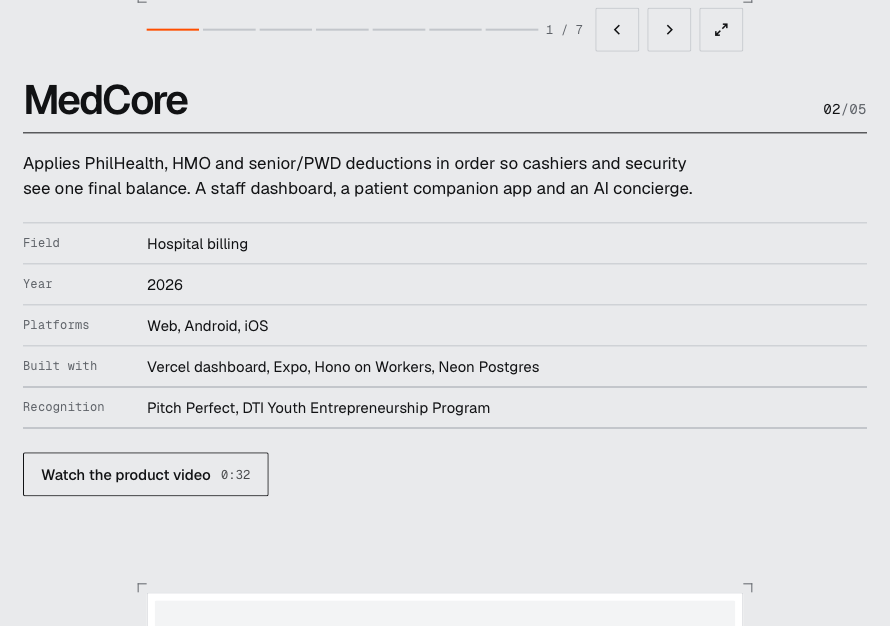 1 / 7
MedCore
02/05
Applies PhilHealth, HMO and senior/PWD deductions in order so cashiers and security
see one final balance. A staff dashboard, a patient companion app and an AI concierge.
Field Hospital billing
Year 2026
Platforms Web, Android, iOS
Built with Vercel dashboard, Expo, Hono on Workers, Neon Postgres
Recognition Pitch Perfect, DTI Youth Entrepreneurship Program
Watch the product video 0:32